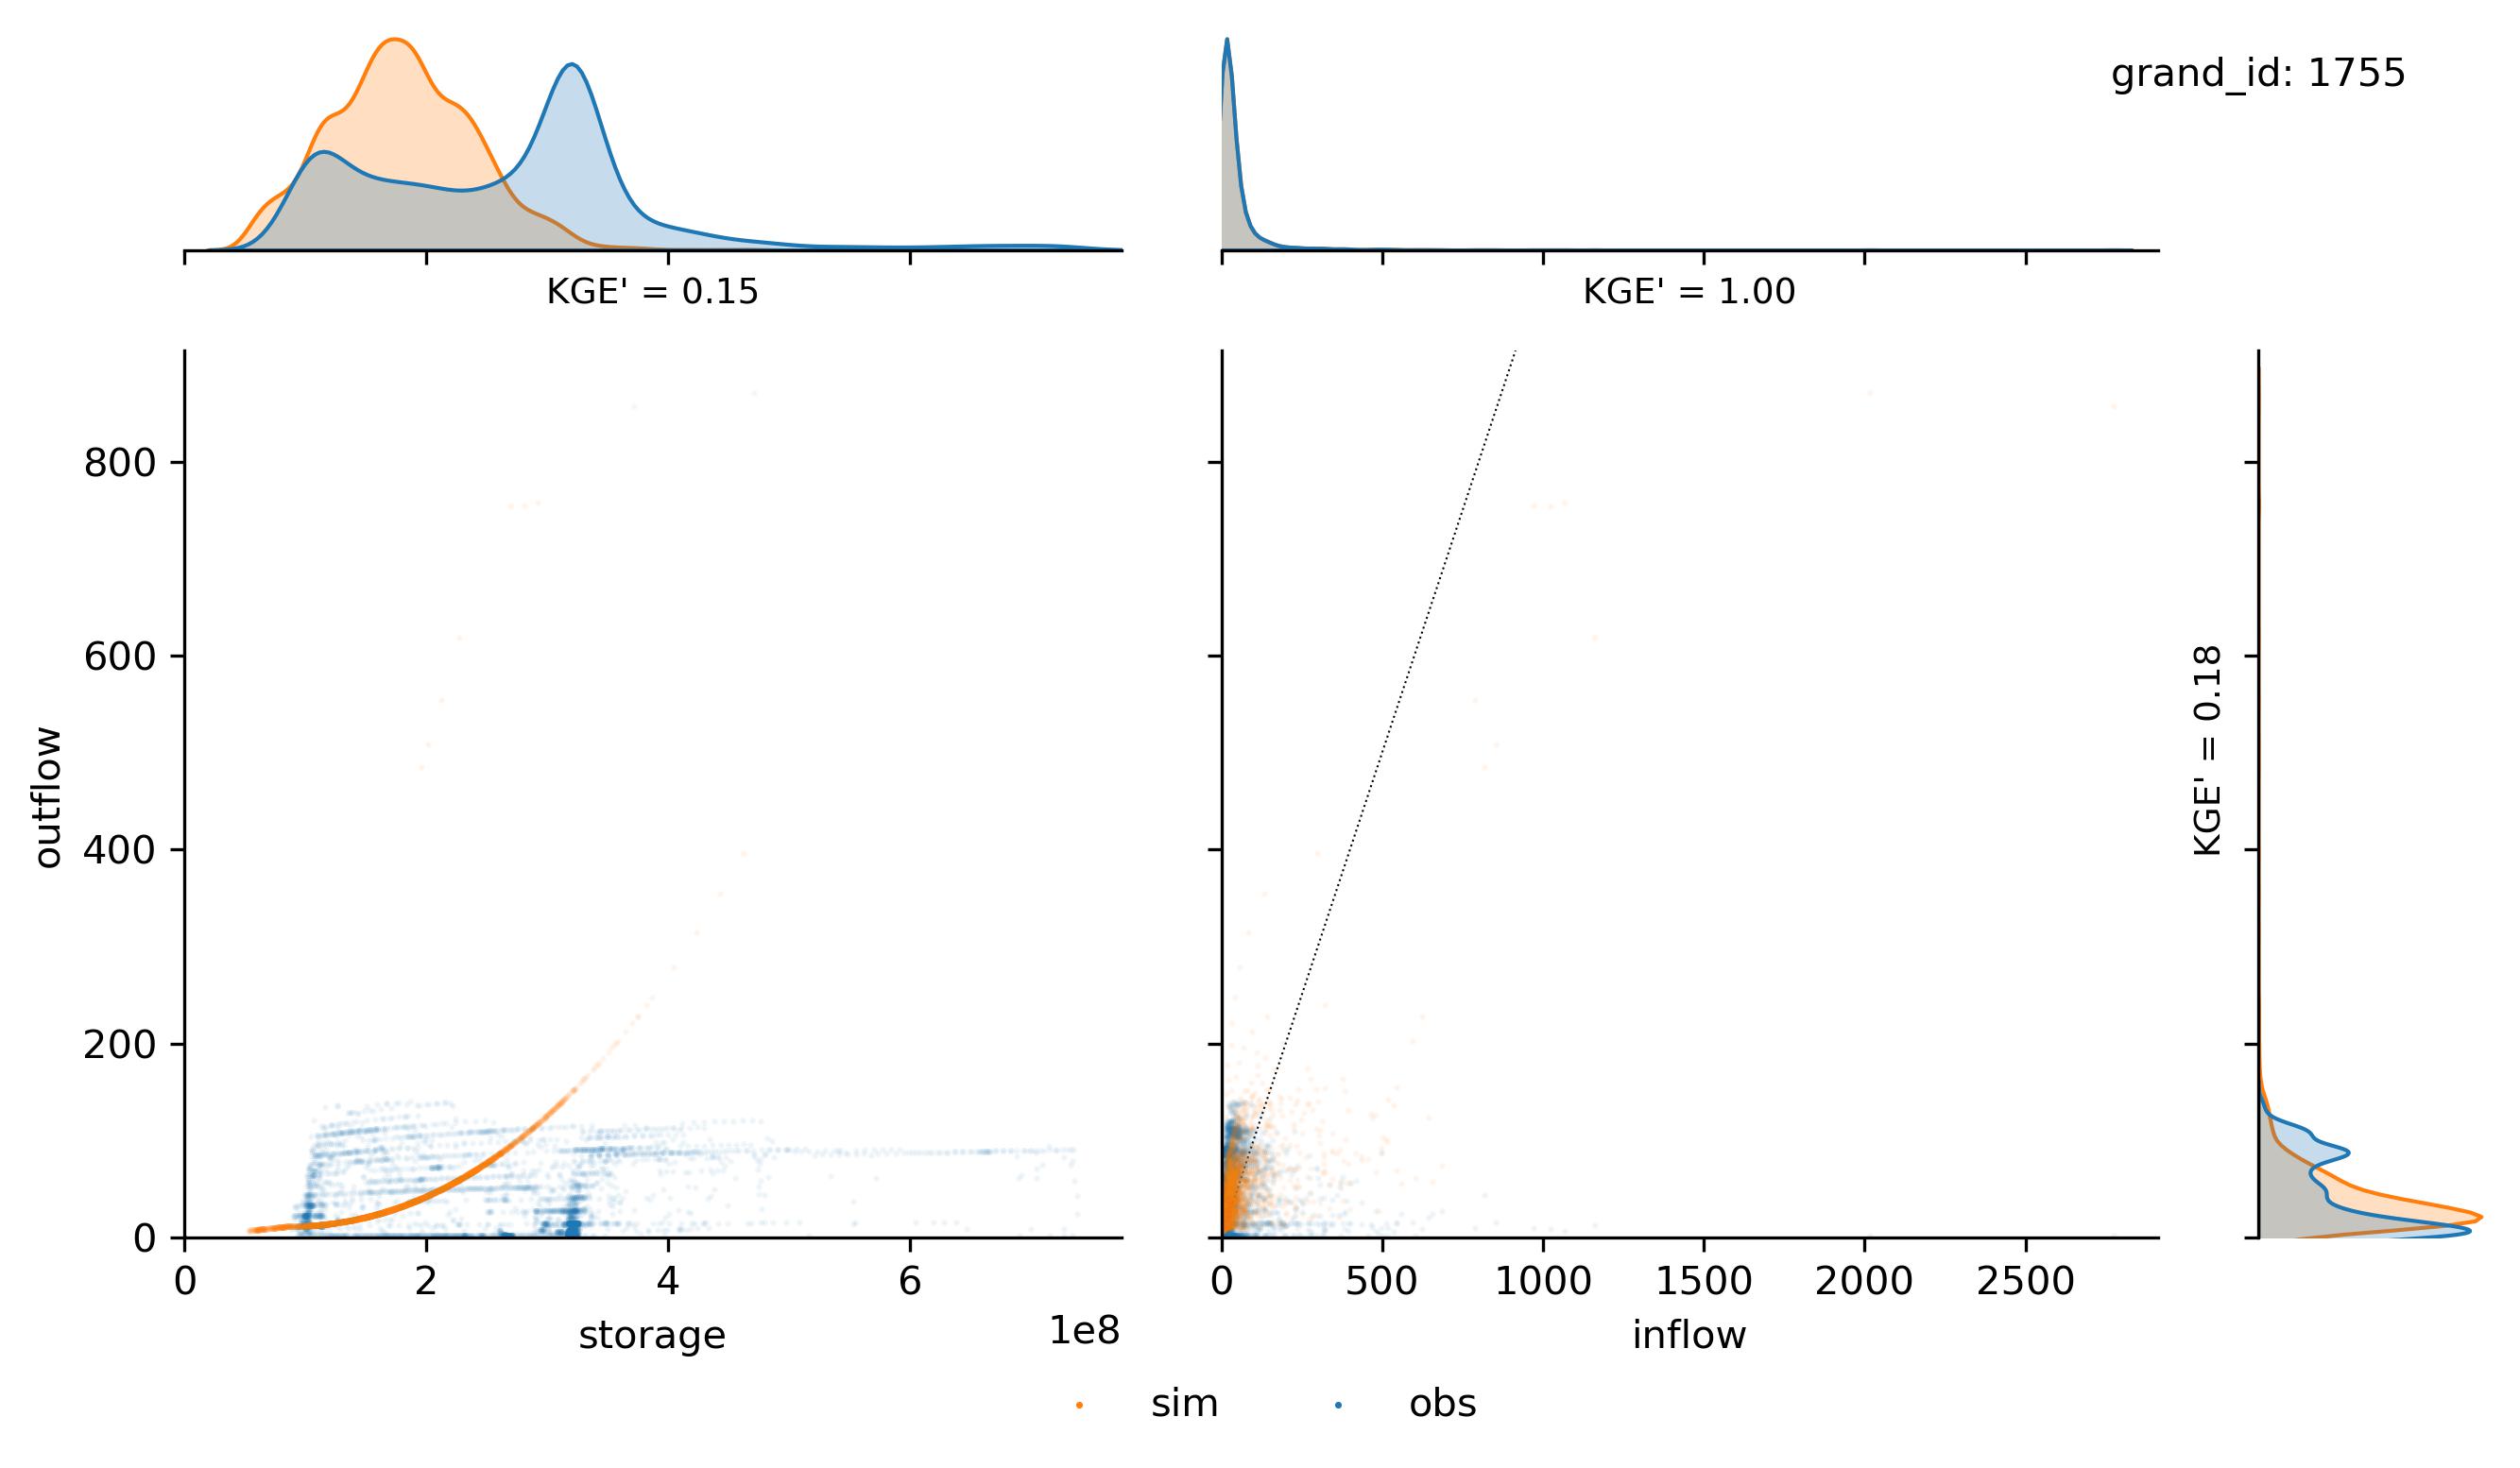 grand_id: 1755
KGE' = 0.15
KGE' = 1.00
800
600
400
200
0
outflow
KGE' = 0.18
0 2 4 6
1e8
storage
0 500 1000 1500 2000 2500
inflow
sim obs